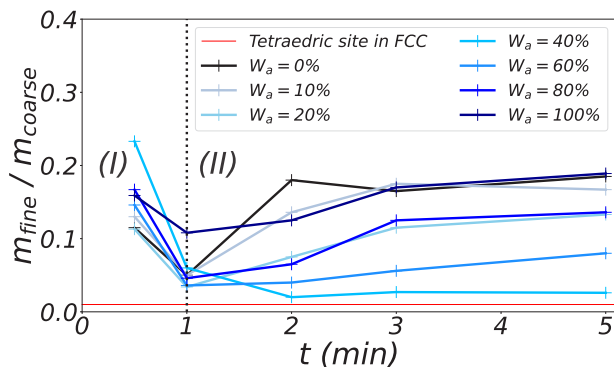 0.4
Tetraedric site in FCC
W_a = 0%
W_a = 10%
W_a = 20%
W_a = 40%
W_a = 60%
W_a = 80%
W_a = 100%
0.3
m_fine / m_coarse
0.2
(I)
(II)
0.1
0.0
0
1
2
3
4
5
t (min)